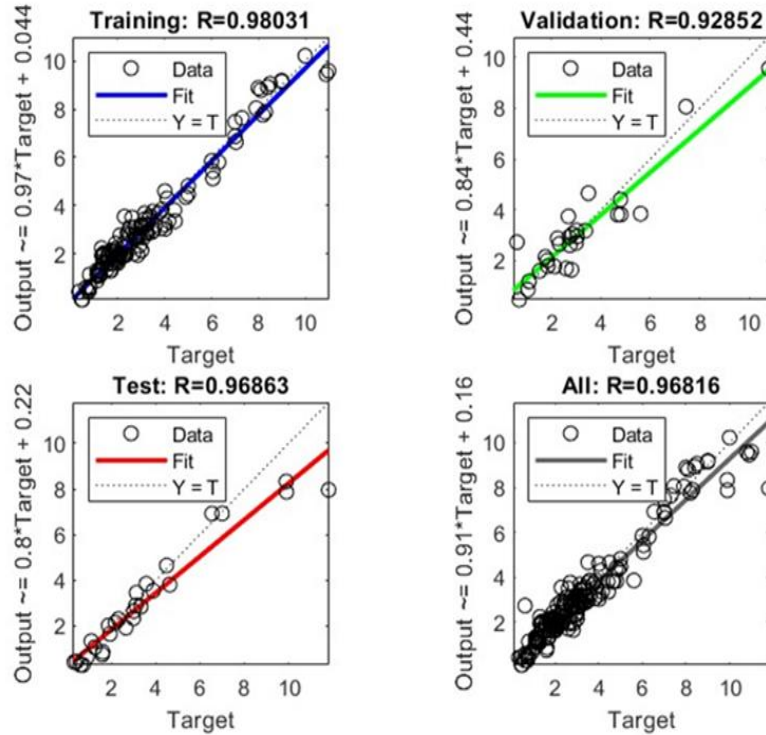 Training: R=0.98031
Output ~= 0.97*Target + 0.044
10
8
6
4
2
Data
Fit
Y = T
2 4 6 8 10
Target
Validation: R=0.92852
Output ~= 0.84*Target + 0.44
10
8
6
4
2
Data
Fit
Y = T
2 4 6 8 10
Target
Test: R=0.96863
Output ~= 0.8*Target + 0.22
10
8
6
4
2
Data
Fit
Y = T
2 4 6 8 10
Target
All: R=0.96816
Output ~= 0.91*Target + 0.16
10
8
6
4
2
Data
Fit
Y = T
2 4 6 8 10
Target